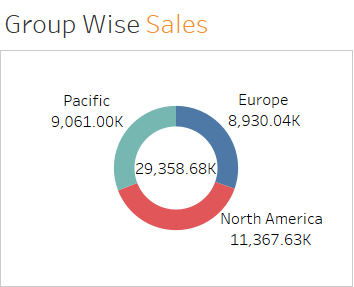 Group Wise Sales
Pacific
9,061.00K
Europe
8,930.04K
29,358.68K
North America
11,367.63K